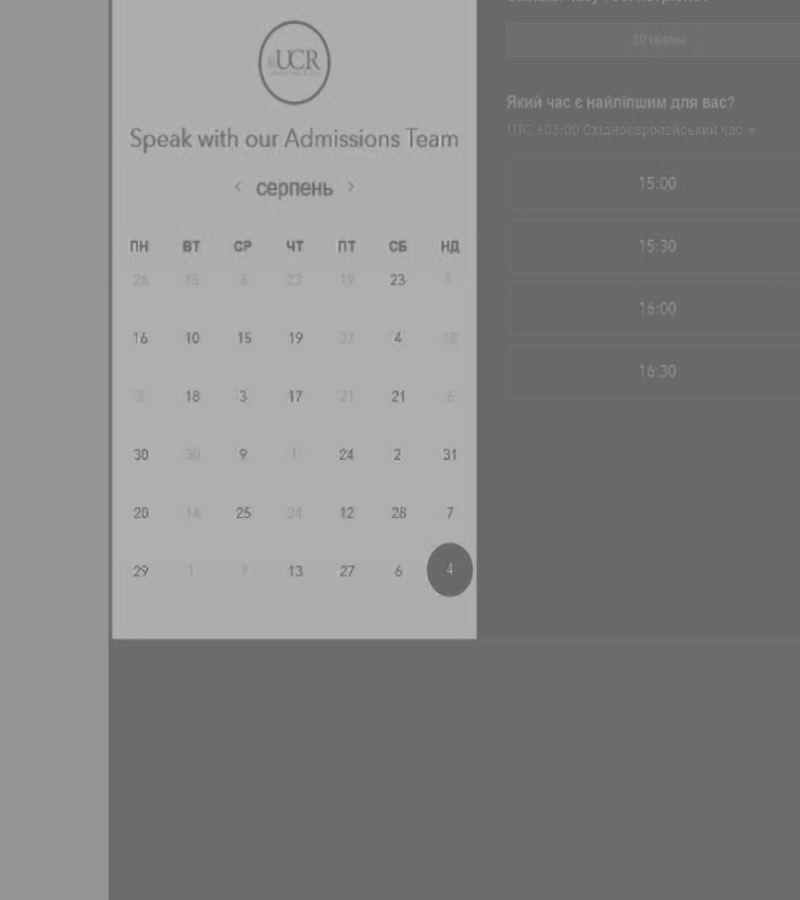 UCR
Speak with our Admissions Team
‹ серпень ›
ПН ВТ СР ЧТ ПТ СБ НД
26 15 6 22 19 23 6
16 10 15 19 27 4 18
2 18 3 17 21 21 6
30 30 9 1 24 2 31
20 14 25 24 12 28 7
29 1 7 13 27 6 4
30 хвилин
Який час є найліпшим для вас?
UTC +03:00 Східноєвропейський час
15:00
15:30
16:00
16:30